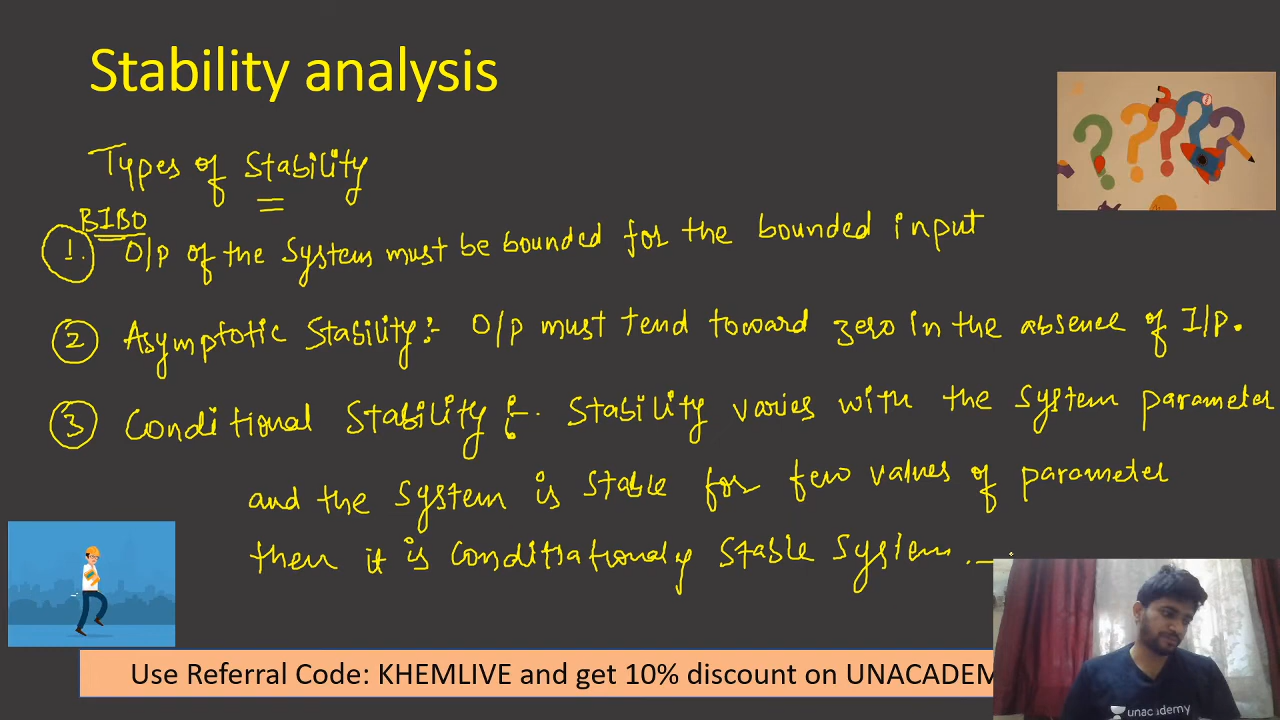 Stability analysis
Types of Stability
BIBO
1. O/p of the System must be bounded for the bounded input
2 Asymptotic Stability:- O/p must tend toward zero in the absence of I/P.
3 Conditional Stability :- Stability varies with the system parameter
and the system is stable for few values of parameter
then it is conditiationaly stable system.
Use Referral Code: KHEMLIVE and get 10% discount on UNACADEM
unacademy